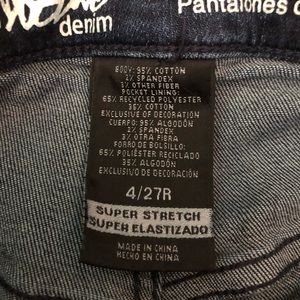 denim
Pantalones
BODY: 95% COTTON
2% SPANDEX
3% OTHER FIBER
POCKET LINING:
65% RECYCLED POLYESTER
35% COTTON
EXCLUSIVE OF DECORATION
CUERPO: 95% ALGODÓN
2% SPANDEX
3% OTRA FIBRA
FORRO DE BOLSILLO:
65% POLIÉSTER RECICLADO
35% ALGODÓN
EXCLUSIVO DE DECORACIÓN
4/27R
SUPER STRETCH
SUPER ELASTIZADO
MADE IN CHINA
HECHO EN CHINA